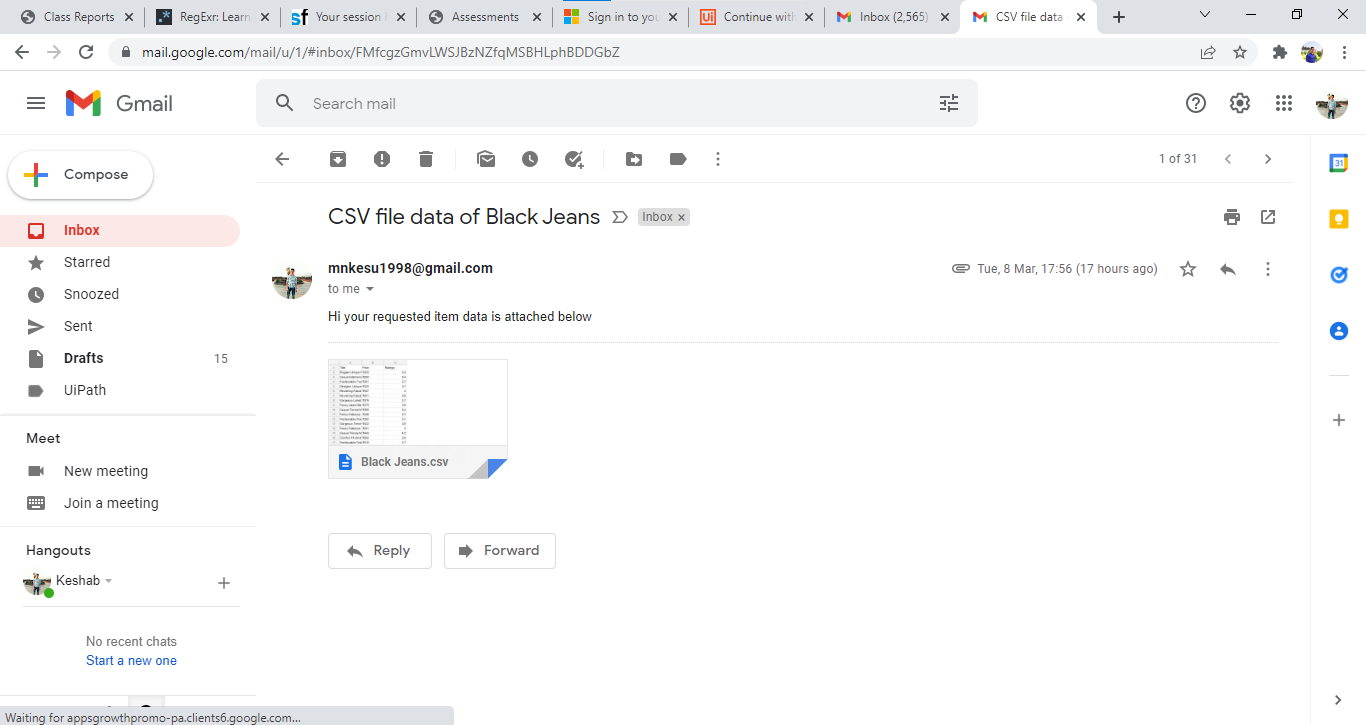 Class Reports
RegExr: Learn
Your session
Assessments
Sign in to you
Continue with
Inbox (2,565)
CSV file data
mail.google.com/mail/u/1/#inbox/FMfcgzGmvLWSJBzNZfqMSBHLphBDDGbZ
Gmail
Search mail
Compose
1 of 31
31
Inbox
Starred
Snoozed
Sent
Drafts 15
UiPath
Meet
New meeting
Join a meeting
Hangouts
Keshab
No recent chats
Start a new one
CSV file data of Black Jeans
Inbox ×
mnkesu1998@gmail.com
Tue, 8 Mar, 17:56 (17 hours ago)
to me
Hi your requested item data is attached below
Black Jeans.csv
Reply
Forward
Waiting for appsgrowthpromo-pa.clients6.google.com...